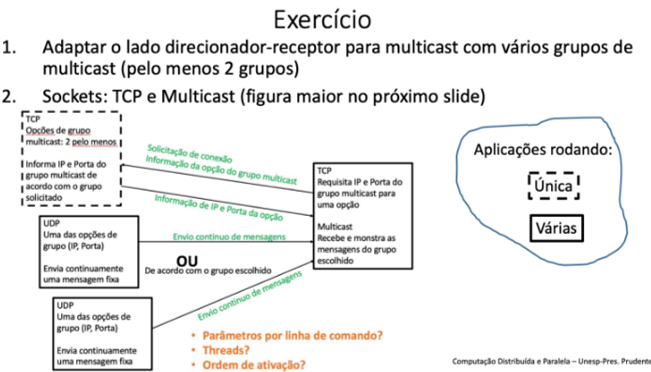 Exercício
1. Adaptar o lado direcionador-receptor para multicast com vários grupos de
multicast (pelo menos 2 grupos)
2. Sockets: TCP e Multicast (figura maior no próximo slide)
TCP
Opções de grupo
multicast: 2 pelo menos
Informa IP e Porta do
grupo multicast de
acordo com o grupo
solicitado
Solicitação de conexão
Informação da opção do grupo multicast
Informação de IP e Porta da opção
TCP
Requisita IP e Porta do
grupo multicast para
uma opção
Multicast
Recebe e monstra as
mensagens do grupo
escolhido
UDP
Uma das opções de
grupo (IP, Porta)
Envia continuamente
uma mensagem fixa
Envio continuo de mensagens
OU
De acordo com o grupo escolhido
Envio continuo de mensagens
UDP
Uma das opções de
grupo (IP, Porta)
Envia continuamente
uma mensagem fixa
Aplicações rodando:
Única
Várias
• Parâmetros por linha de comando?
• Threads?
• Ordem de ativação?
Computação Distribuída e Paralela – Unesp-Pres. Prudente